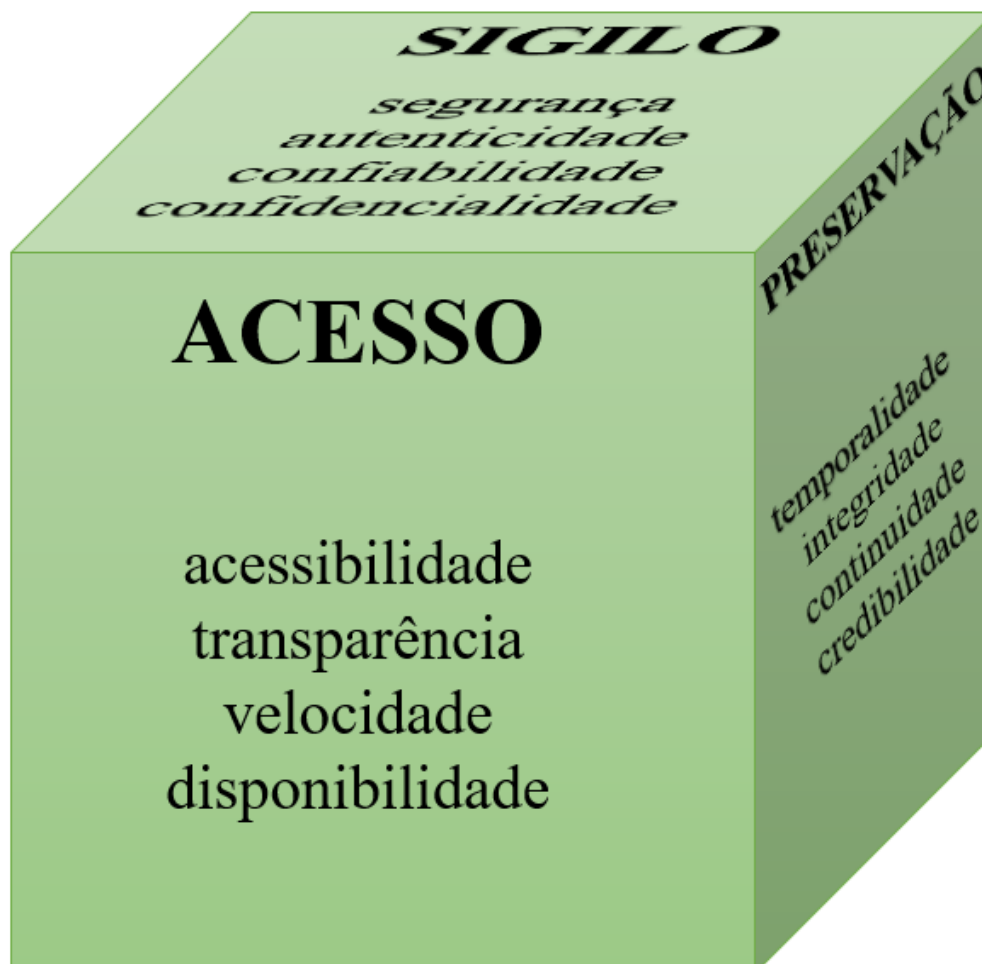 SIGILO
segurança
autenticidade
confiabilidade
confidencialidade
ACESSO
acessibilidade
transparência
velocidade
disponibilidade
PRESERVAÇÃO
temporalidade
integridade
continuidade
credibilidade